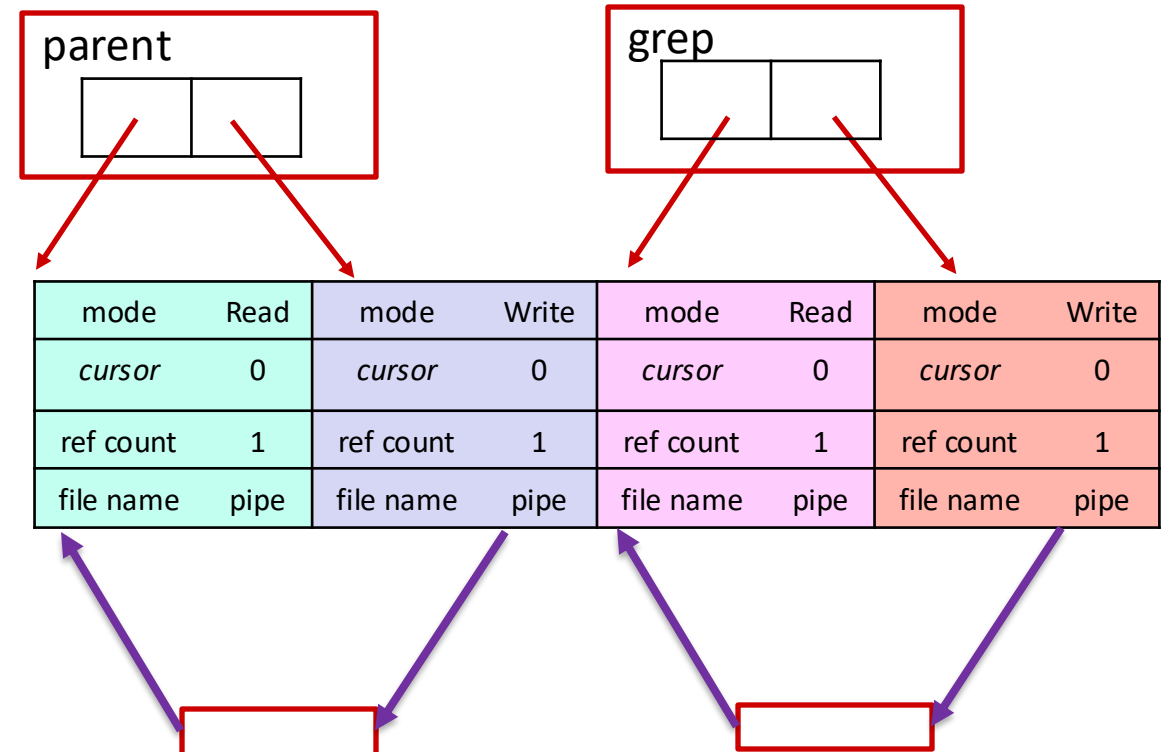 parent
grep
mode Read mode Write mode Read mode Write
cursor 0 cursor 0 cursor 0 cursor 0
ref count 1 ref count 1 ref count 1 ref count 1
file name pipe file name pipe file name pipe file name pipe